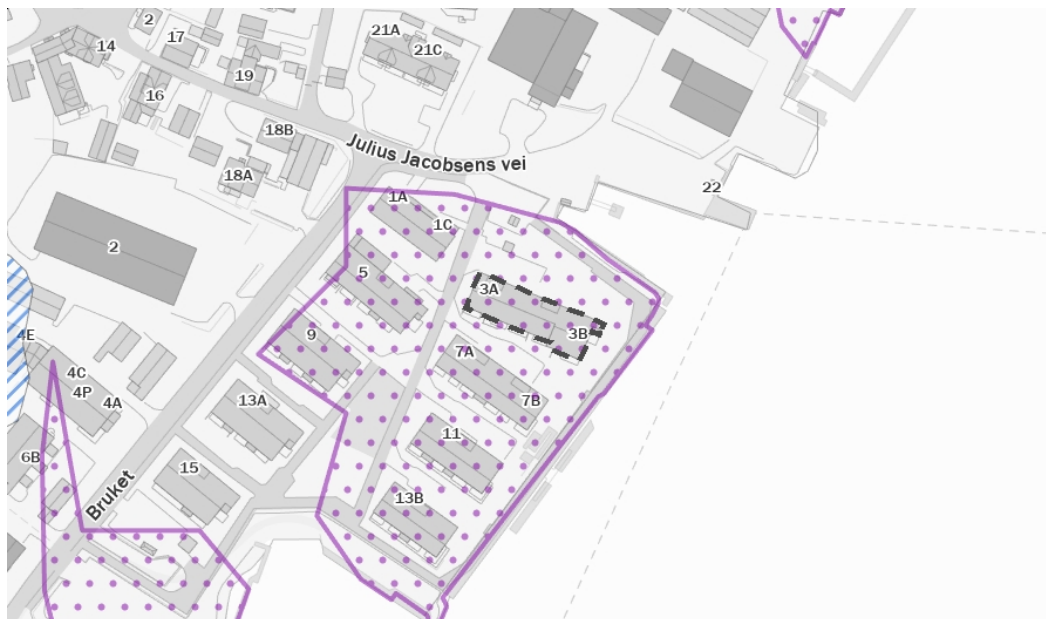 2
17
14
21A
21C
19
16
18B
Julius Jacobsens vei
18A
22
1A
1C
2
5
3A
3B
4E
9
7A
4C
4P
4A
7B
13A
11
6B
15
13B
Bruket